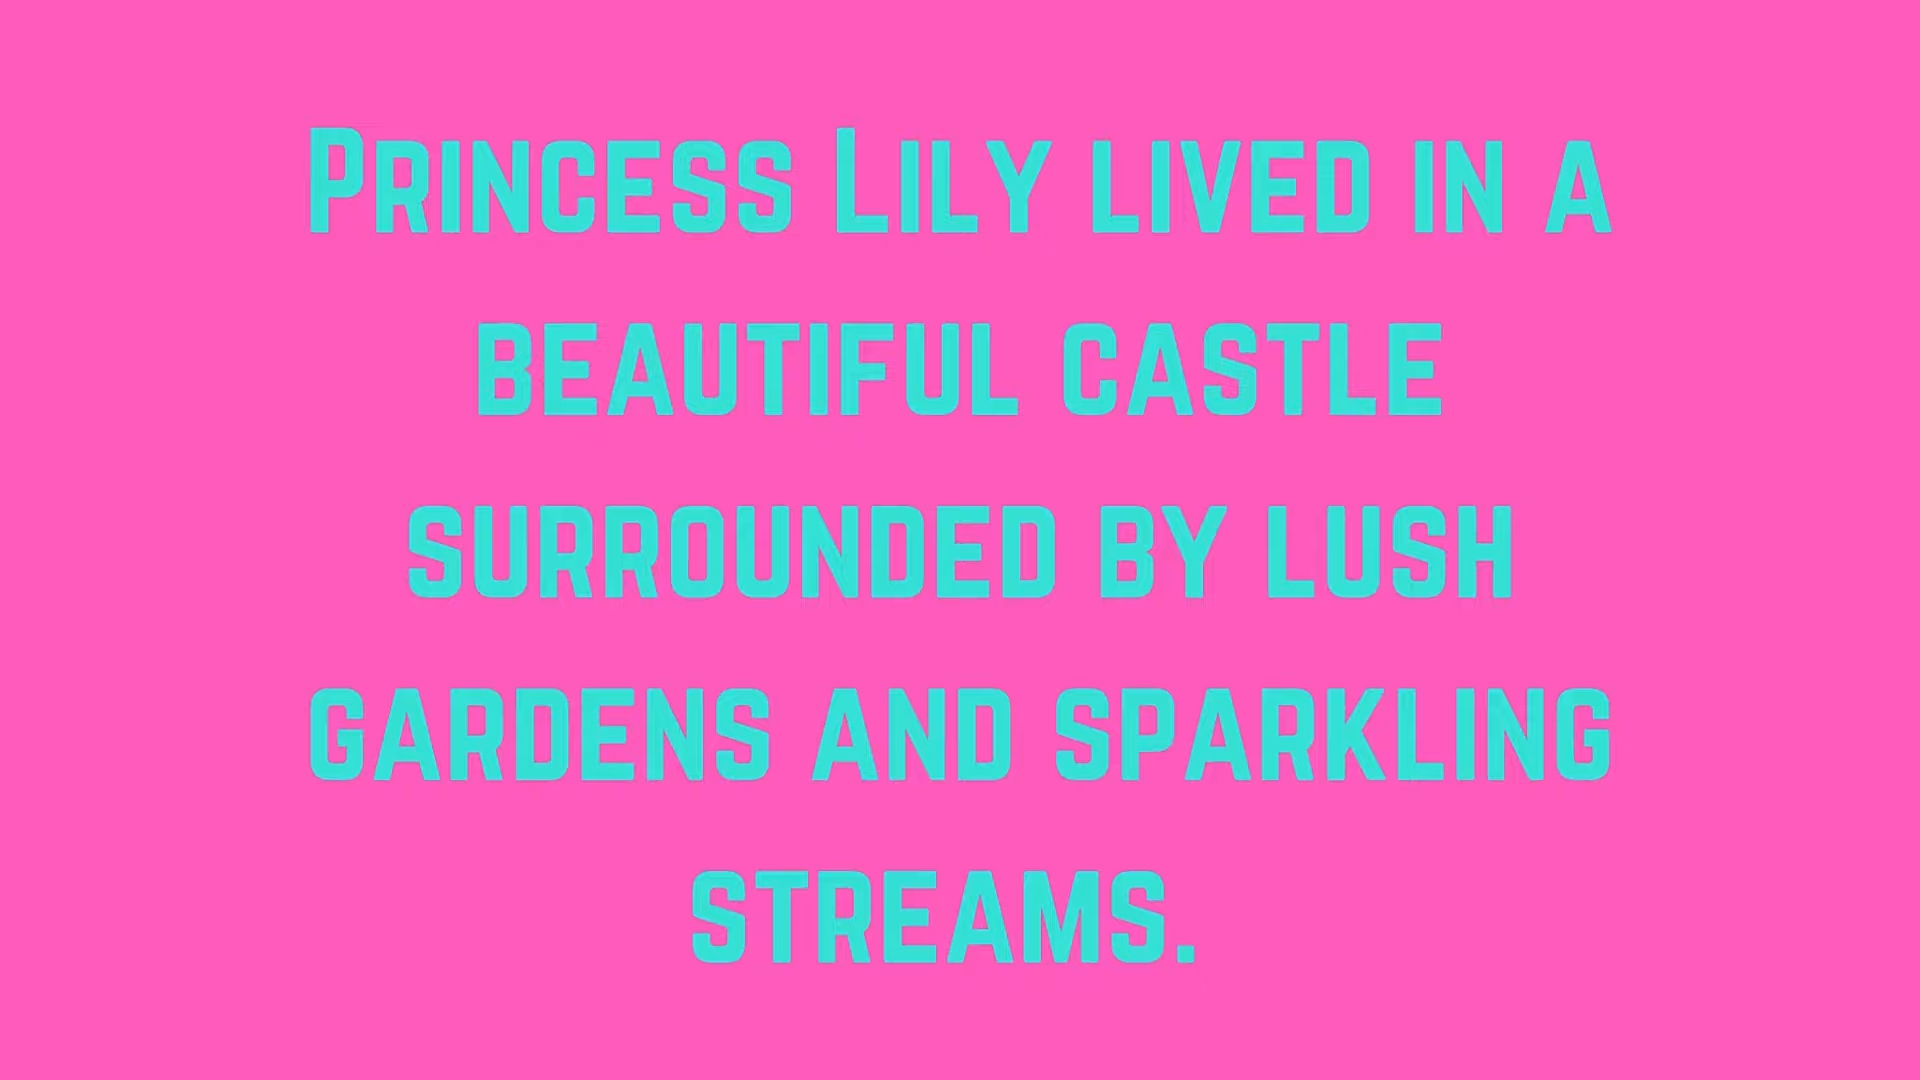 Princess Lily lived in a
beautiful castle
surrounded by lush
gardens and sparkling
streams.